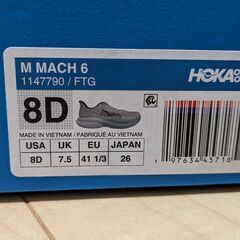 M MACH 6
1147790 / FTG
HOKA
8D
MADE IN VIETNAM / FABRIQUÉ AU VIETNAM
USA UK EU JAPAN
8D 7.5 41 1/3 26
1 97634 45718